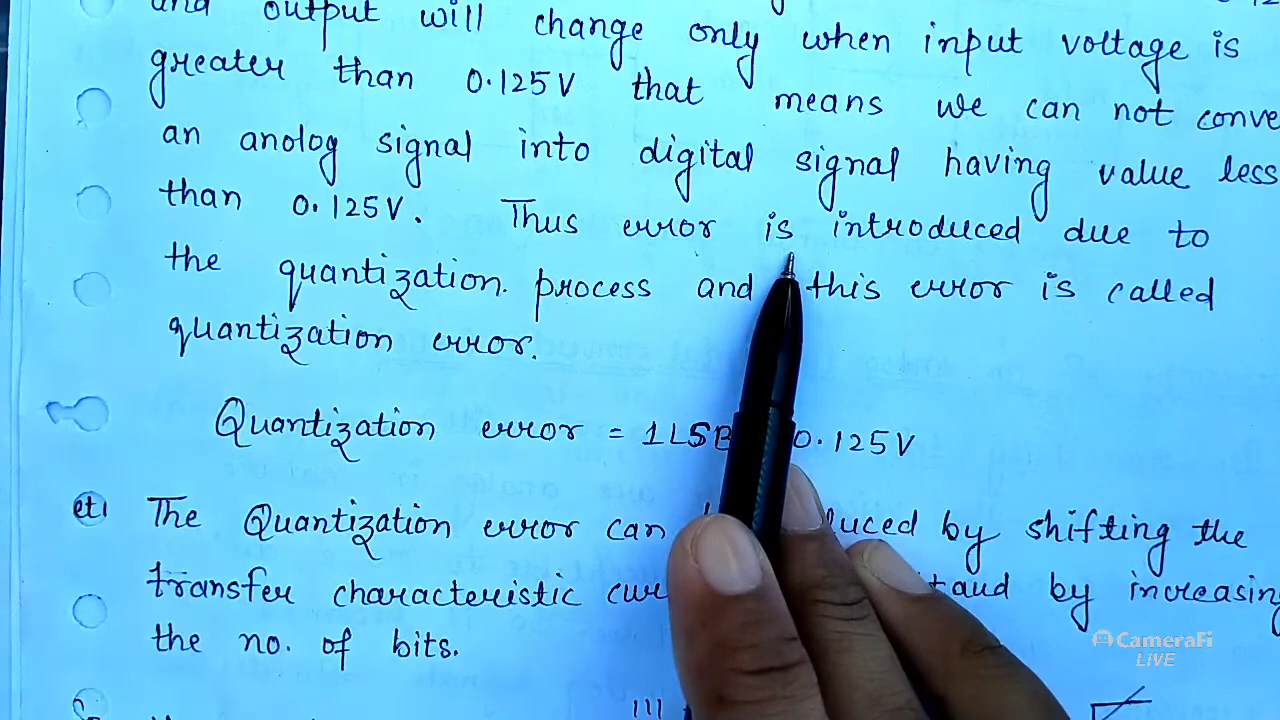 and output will change only when input voltage is
greater than 0.125V that means we can not conve
an anolog signal into digital signal having value less
than 0.125V. Thus error is introduced due to
the quantization. process and this error is called
quantization error.
Quantization error = 1LSB 0.125V
The Quantization error can by shifting the
transfer characteristic by increasing
the no. of bits.
111
CameraFi
LIVE